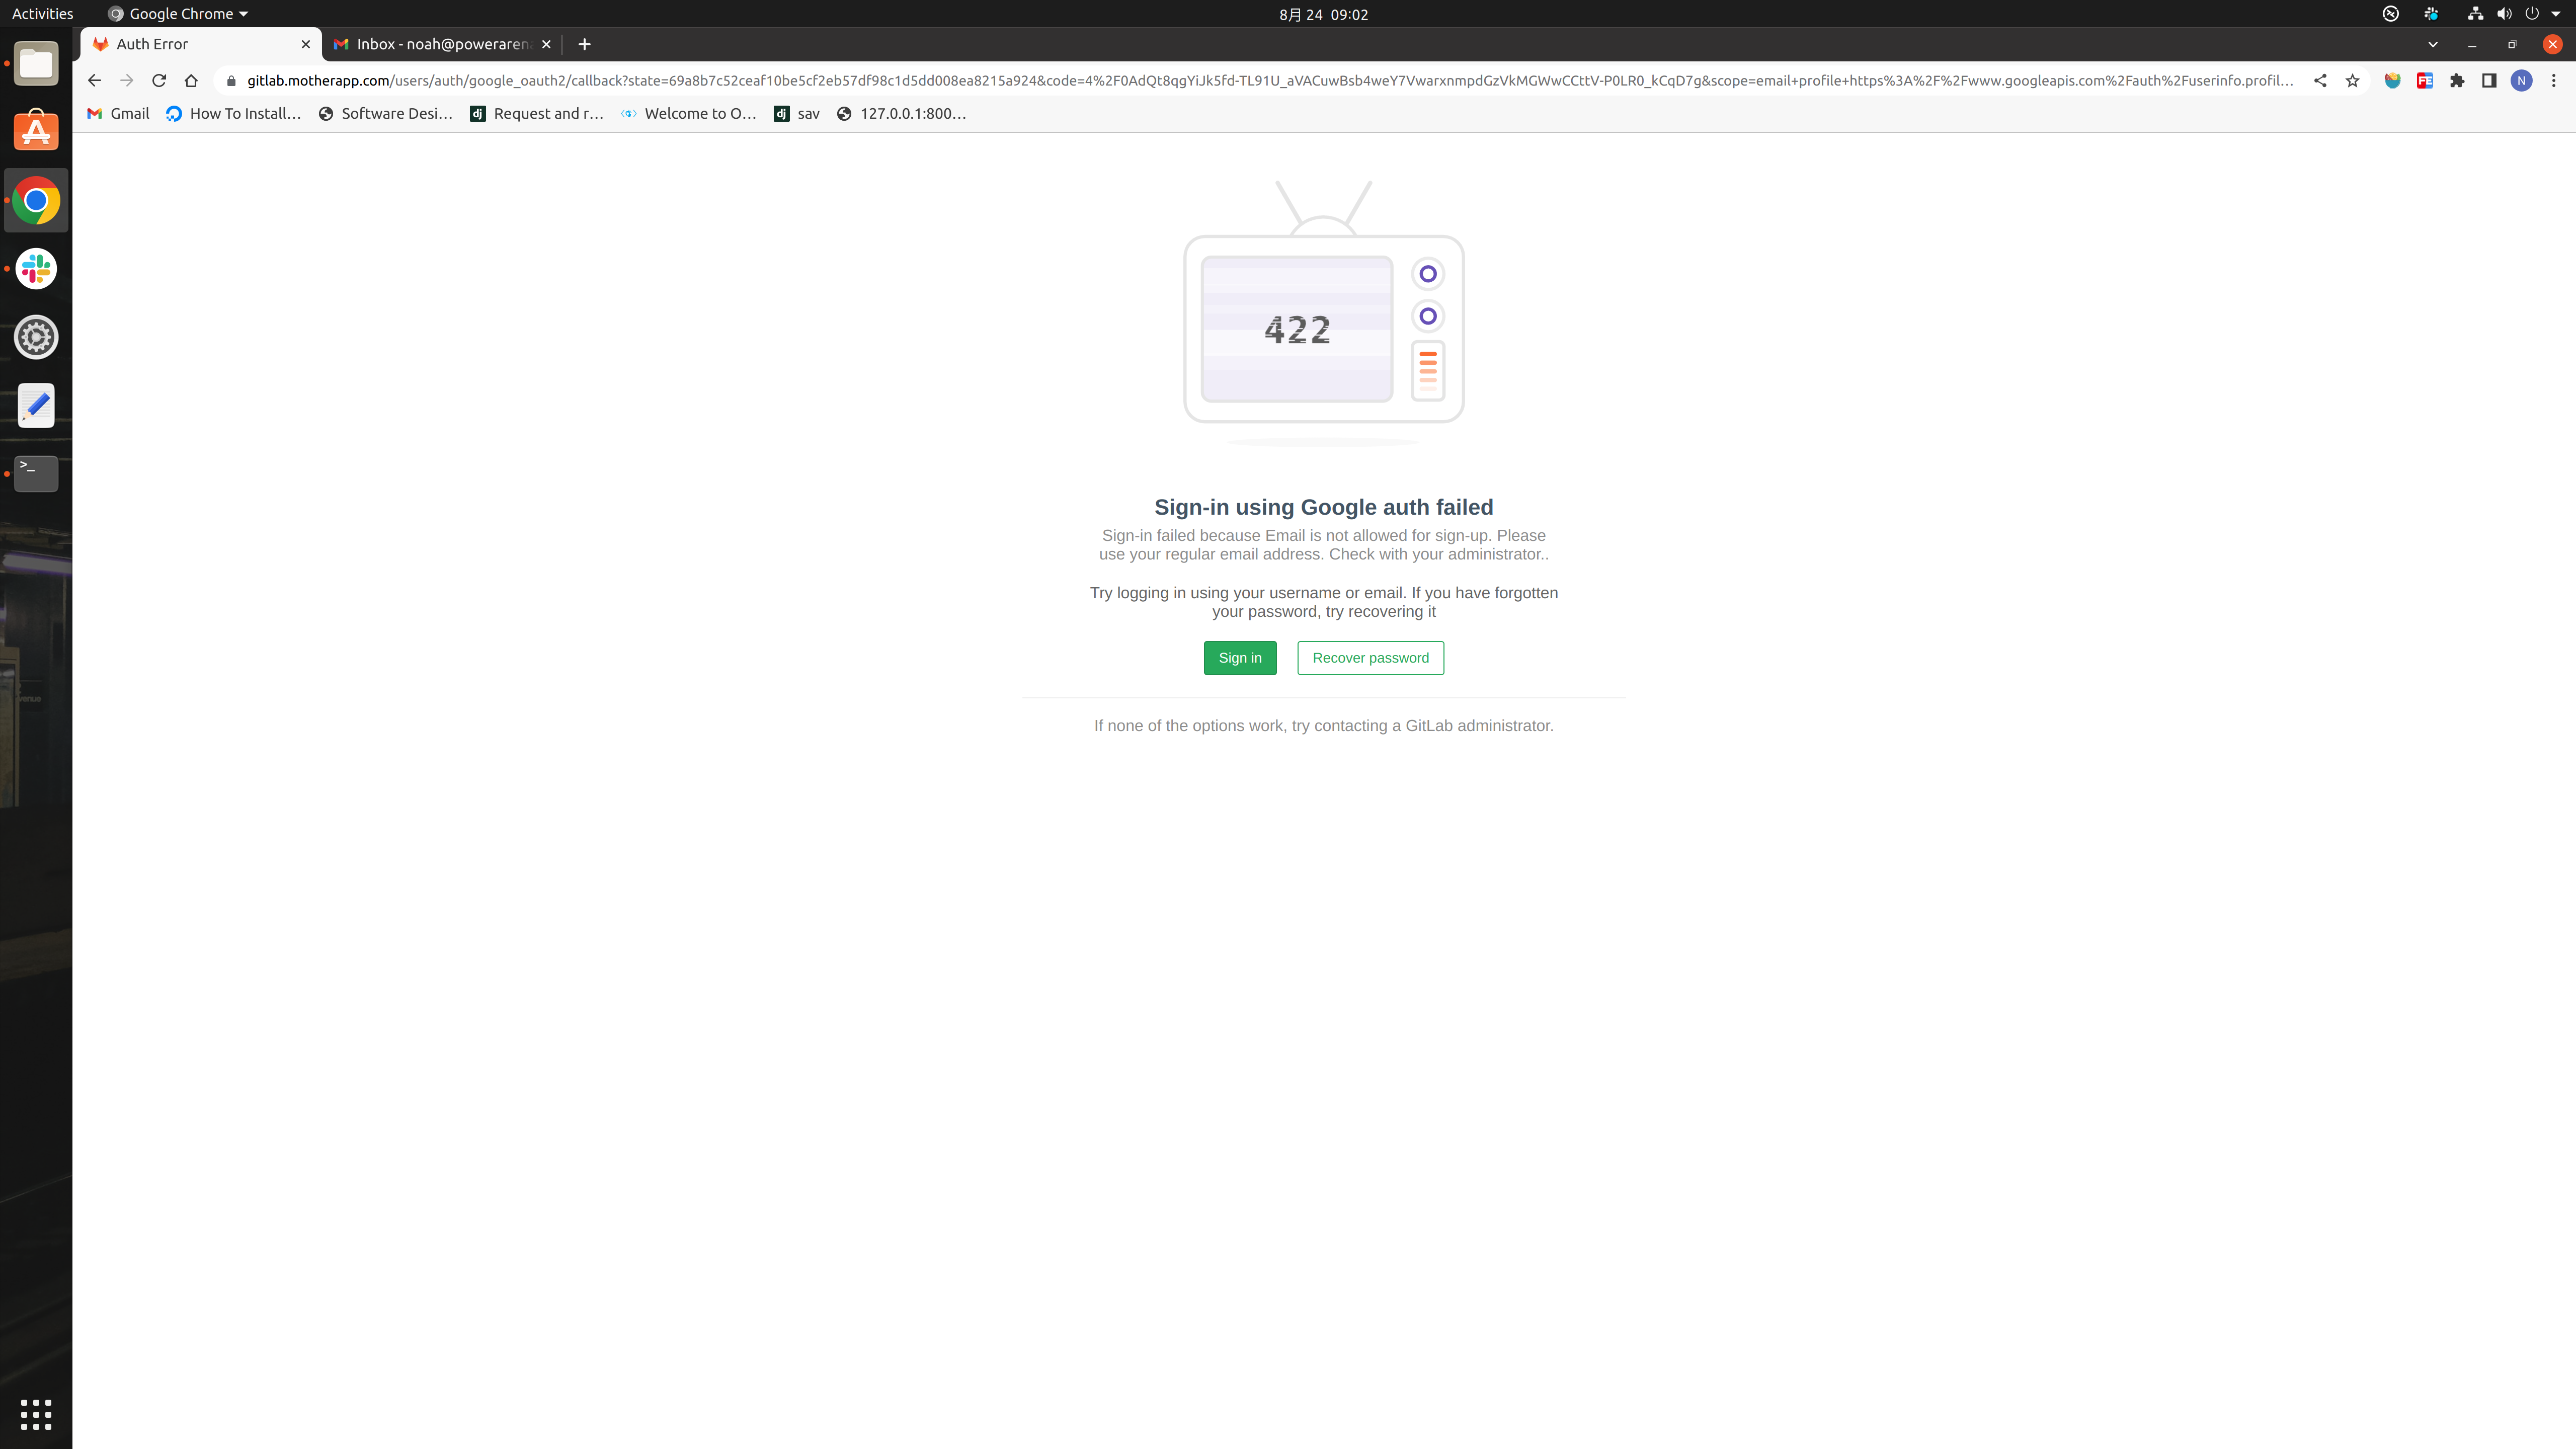 Activities
Google Chrome
8月 24 09:02
Auth Error
Inbox - noah@powerarena
gitlab.motherapp.com/users/auth/google_oauth2/callback?state=69a8b7c52ceaf10be5cf2eb57df98c1d5dd008ea8215a924&code=4%2F0AdQt8qgYiJk5fd-TL91U_aVACuwBsb4weY7VwarxnmpdGzVkMGWwCCttV-P0LR0_kCqD7g&scope=email+profile+https%3A%2F%2Fwww.googleapis.com%2Fauth%2Fuserinfo.profil...
N
Gmail
How To Install...
Software Desi...
Request and r...
Welcome to O...
sav
127.0.0.1:800...
422
Sign-in using Google auth failed
Sign-in failed because Email is not allowed for sign-up. Please
use your regular email address. Check with your administrator..
Try logging in using your username or email. If you have forgotten
your password, try recovering it
Sign in
Recover password
If none of the options work, try contacting a GitLab administrator.